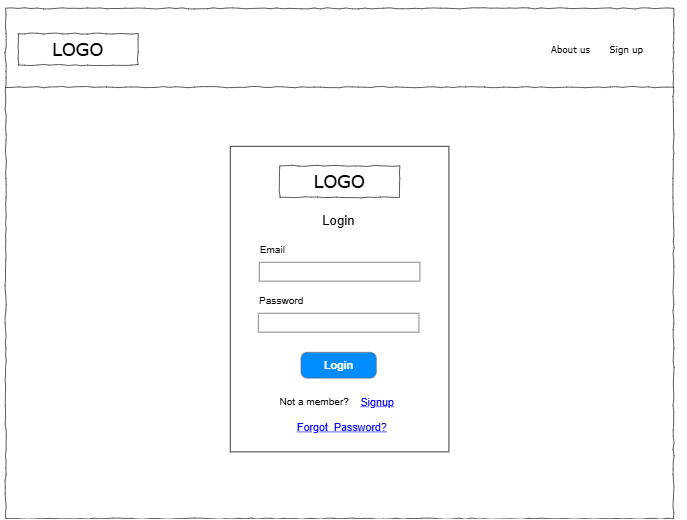 LOGO
About us Sign up
LOGO
Login
Email
Password
Login
Not a member? Signup
Forgot Password?